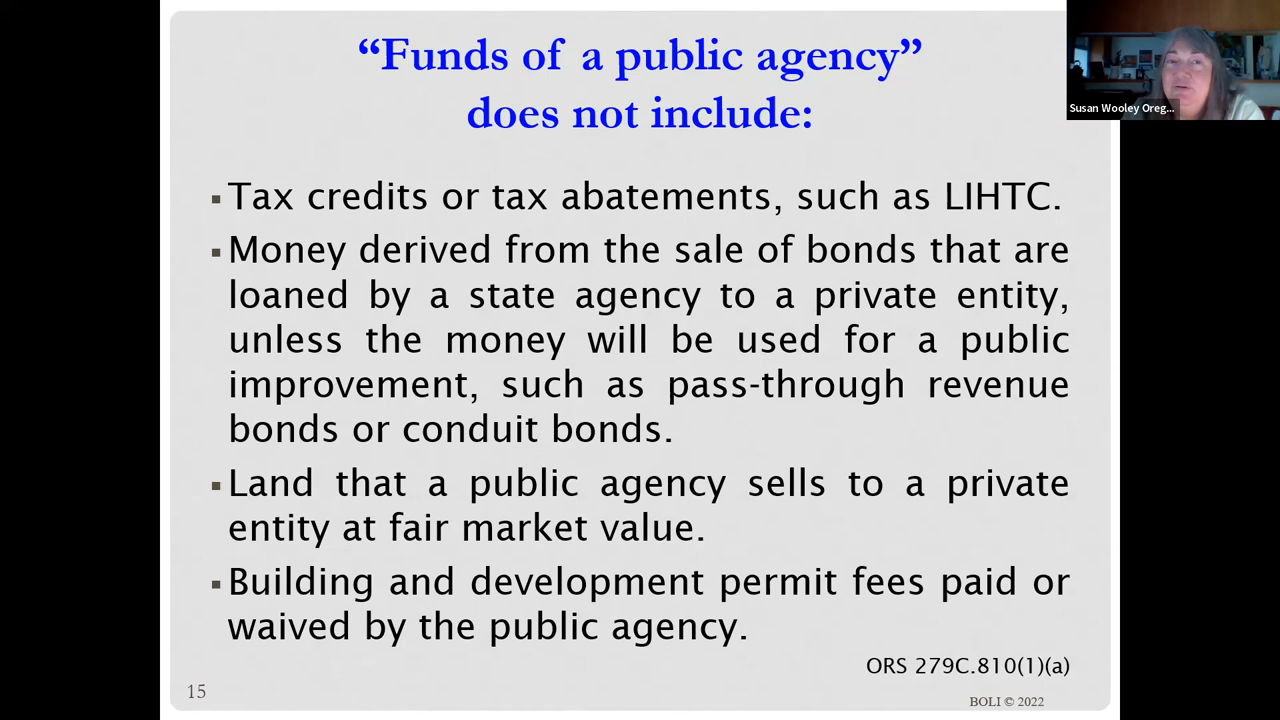 “Funds of a public agency”
does not include:
Susan Wooley Oreg...
▪Tax credits or tax abatements, such as LIHTC.
▪Money derived from the sale of bonds that are
loaned by a state agency to a private entity,
unless the money will be used for a public
improvement, such as pass-through revenue
bonds or conduit bonds.
▪Land that a public agency sells to a private
entity at fair market value.
▪Building and development permit fees paid or
waived by the public agency.
ORS 279C.810(1)(a)
15
BOLI © 2022